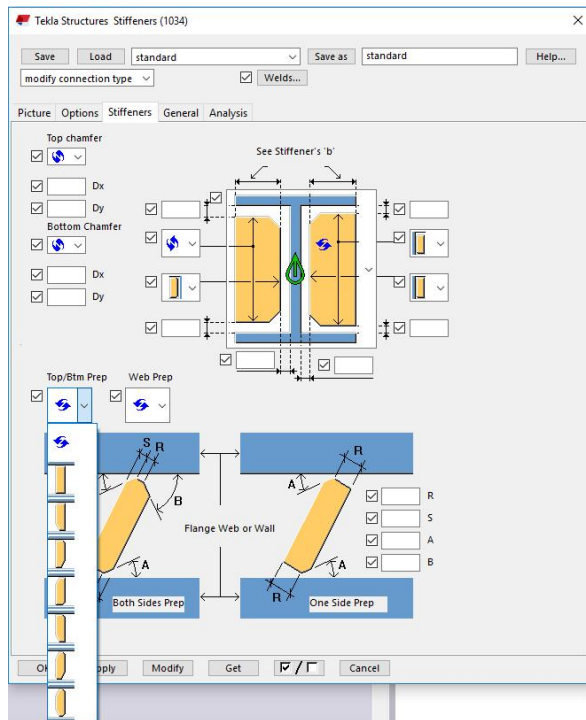 Tekla Structures Stiffeners (1034)
Save Load standard Save as standard Help...
modify connection type Welds...
Picture Options Stiffeners General Analysis
Top chamfer
See Stiffener's 'b'
Dx
Dy
Bottom Chamfer
Dx
Dy
Top/Btm Prep Web Prep
S R
R
A
B
R
S
A
B
Flange Web or Wall
A
A
R
R
Both Sides Prep
One Side Prep
Modify Get Cancel